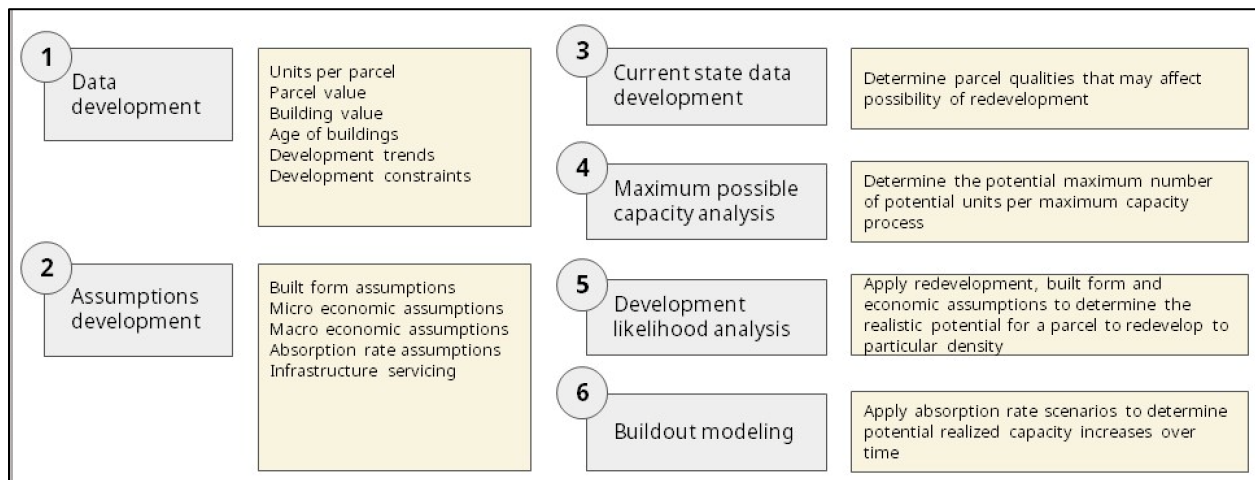 1
Data
development
Units per parcel
Parcel value
Building value
Age of buildings
Development trends
Development constraints
2
Assumptions
development
Built form assumptions
Micro economic assumptions
Macro economic assumptions
Absorption rate assumptions
Infrastructure servicing
3
Current state data
development
Determine parcel qualities that may affect
possibility of redevelopment
4
Maximum possible
capacity analysis
Determine the potential maximum number
of potential units per maximum capacity
process
5
Development
likelihood analysis
Apply redevelopment, built form and
economic assumptions to determine the
realistic potential for a parcel to redevelop to
particular density
6
Buildout modeling
Apply absorption rate scenarios to determine
potential realized capacity increases over
time